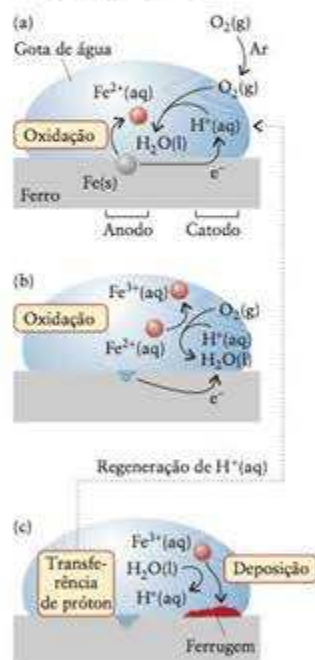 (a)
O₂(g)
Ar
Gota de água
O₂(g)
Fe²⁺(aq)
H⁺(aq)
Oxidação
H₂O(l)
Fe(s)
e⁻
Ferro
Anodo
Catodo
(b)
Fe³⁺(aq)
Oxidação
O₂(g)
Fe²⁺(aq)
H⁺(aq)
H₂O(l)
e⁻
Regeneração de H⁺(aq)
(c)
Fe³⁺(aq)
Transfe-
rência
de próton
H₂O(l)
Deposição
H⁺(aq)
Ferrugem